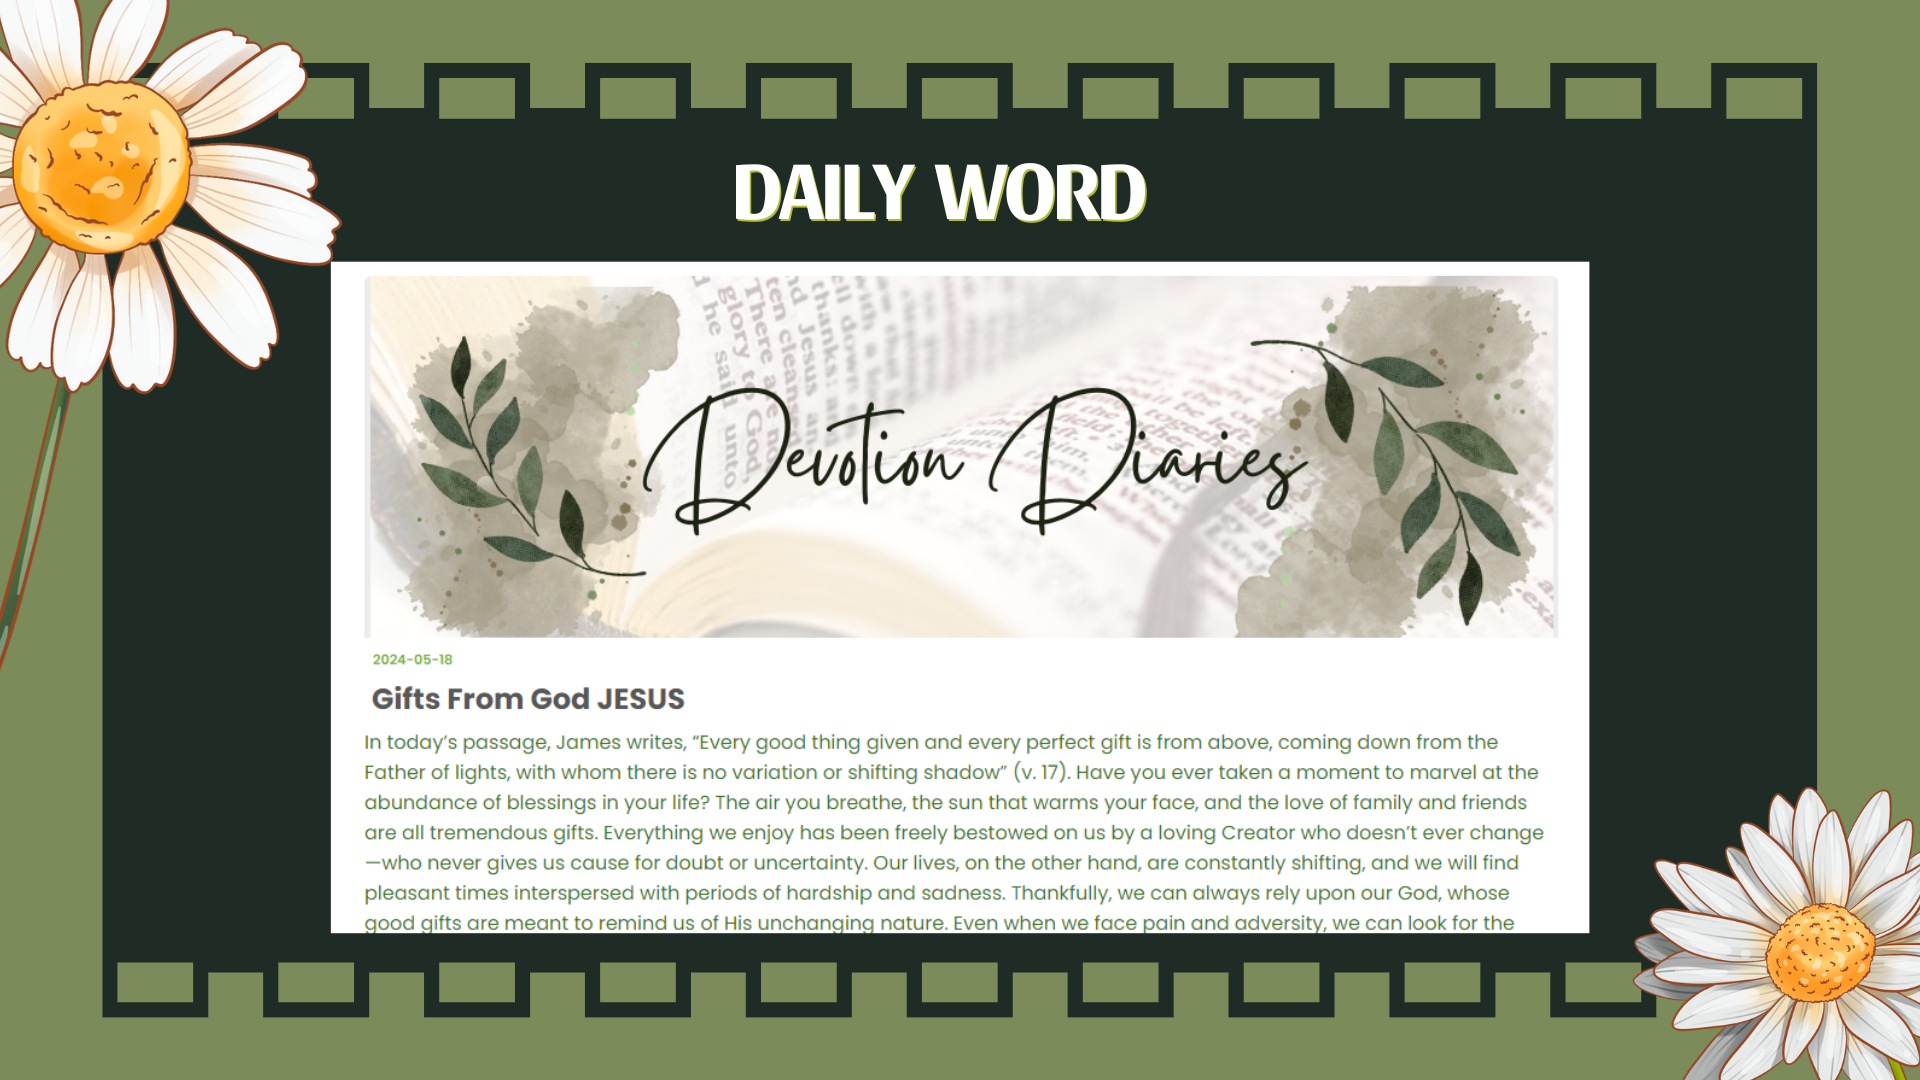 DAILY WORD
Devotion Diaries
2024-05-18
Gifts From God JESUS
In today’s passage, James writes, “Every good thing given and every perfect gift is from above, coming down from the
Father of lights, with whom there is no variation or shifting shadow” (v. 17). Have you ever taken a moment to marvel at the
abundance of blessings in your life? The air you breathe, the sun that warms your face, and the love of family and friends
are all tremendous gifts. Everything we enjoy has been freely bestowed on us by a loving Creator who doesn’t ever change
—who never gives us cause for doubt or uncertainty. Our lives, on the other hand, are constantly shifting, and we will find
pleasant times interspersed with periods of hardship and sadness. Thankfully, we can always rely upon our God, whose
good gifts are meant to remind us of His unchanging nature. Even when we face pain and adversity, we can look for the